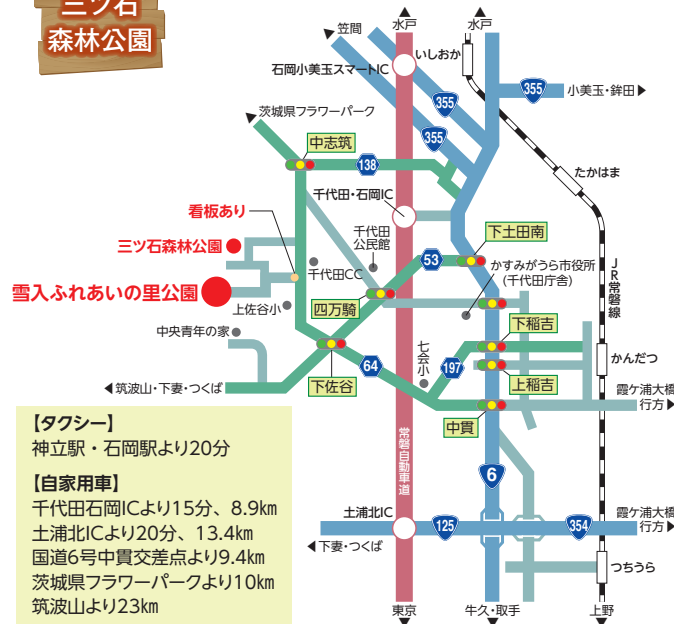 三ツ石
森林公園
水戸
水戸
笠間
いしおか
石岡小美玉スマートIC
355
355
355
小美玉・鉾田
茨城県フラワーパーク
中志筑
138
たかはま
千代田・石岡IC
看板あり
三ツ石森林公園
千代田
公民館
下土田南
53
かすみがうら市役所
(千代田庁舎)
JR常磐線
千代田CC
雪入ふれあいの里公園
上佐谷小
四万騎
中央青年の家
下稲吉
七会小
かんだつ
64
197
上稲吉
下佐谷
筑波山・下妻・つくば
霞ケ浦大橋
行方
中貫
常磐自動車道
【タクシー】
神立駅・石岡駅より20分
【自家用車】
千代田石岡ICより15分、8.9km
土浦北ICより20分、13.4km
国道6号中貫交差点より9.4km
茨城県フラワーパークより10km
筑波山より23km
6
土浦北IC
125
354
霞ケ浦大橋
行方
下妻・つくば
つちうら
東京
牛久・取手
上野